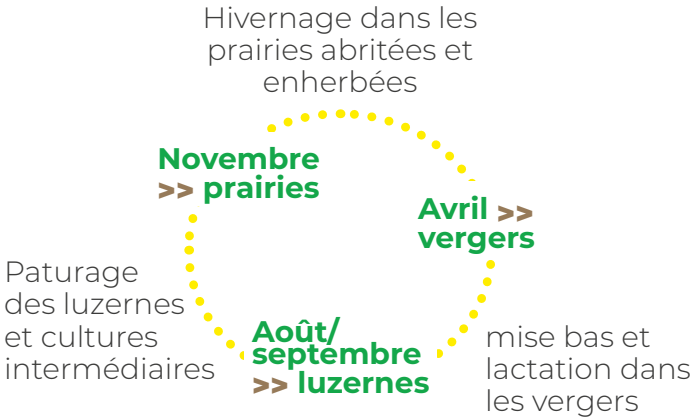 Hivernage dans les
prairies abritées et
enherbées
Novembre
>> prairies
Avril >>
vergers
Paturage
des luzernes
et cultures
intermédiaires
Août/
septembre
>> luzernes
mise bas et
lactation dans
les vergers